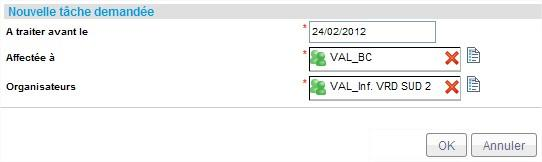 Nouvelle tâche demandée
A traiter avant le * 24/02/2012
Affectée à * VAL_BC
Organisateurs * VAL_Inf. VRD SUD 2
OK Annuler